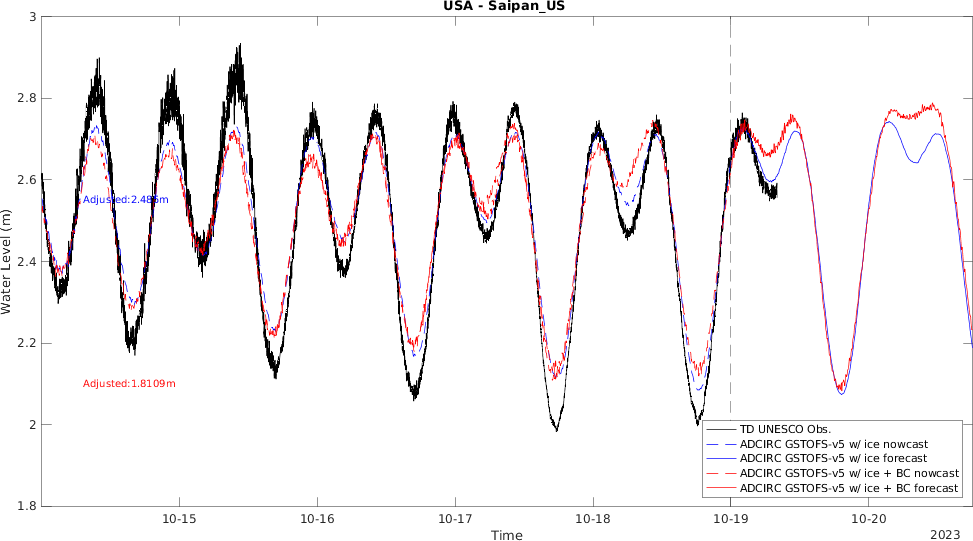 USA - Saipan_US
3
2.8
2.6
2.4
2.2
2
1.8
Water Level (m)
Adjusted:2.486m
Adjusted:1.8109m
TD UNESCO Obs.
ADCIRC GSTOFS-v5 w/ ice nowcast
ADCIRC GSTOFS-v5 w/ ice forecast
ADCIRC GSTOFS-v5 w/ ice + BC nowcast
ADCIRC GSTOFS-v5 w/ ice + BC forecast
10-15 10-16 10-17 10-18 10-19 10-20
Time
2023